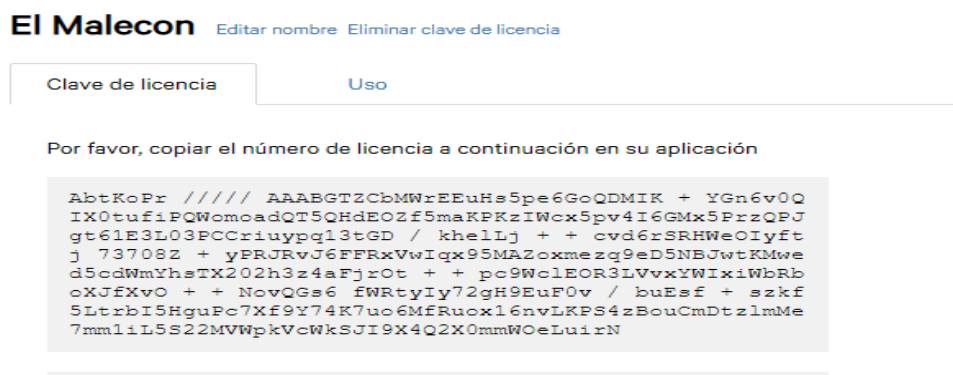 El Malecon Editar nombre Eliminar clave de licencia
Clave de licencia Uso
Por favor, copiar el número de licencia a continuación en su aplicación
AbtKoPr ///// AAABGTZCbMWrEEuHs5pe6GoQDMIK + YGn6v0Q
IX0tufiPQWomoadQT5QHdEOZf5maKPKzIWcx5pv4I6GMx5PrzQPJ
gt61E3L03PCCriuypq13tGD / khelLj + + cvd6rSRHWeOIyft
j 73708Z + yPRJRvJ6FFRxVwIqx95MAZoxmezq9eD5NBJwtKMwe
d5cdWmYhsTX202h3z4aFjrOt + + pc9WclEOR3LVvxYWIxiWbRb
oXJfXvO + + NovQGs6 fWRtyIy72gH9EuF0v / buEsf + szkf
5LtrbI5HguPc7Xf9Y74K7uo6MfRuox16nvLKPS4zBouCmDtzlmMe
7mm1iL5S22MVWpkVcWkSJI9X4Q2X0mmWOeLuirN